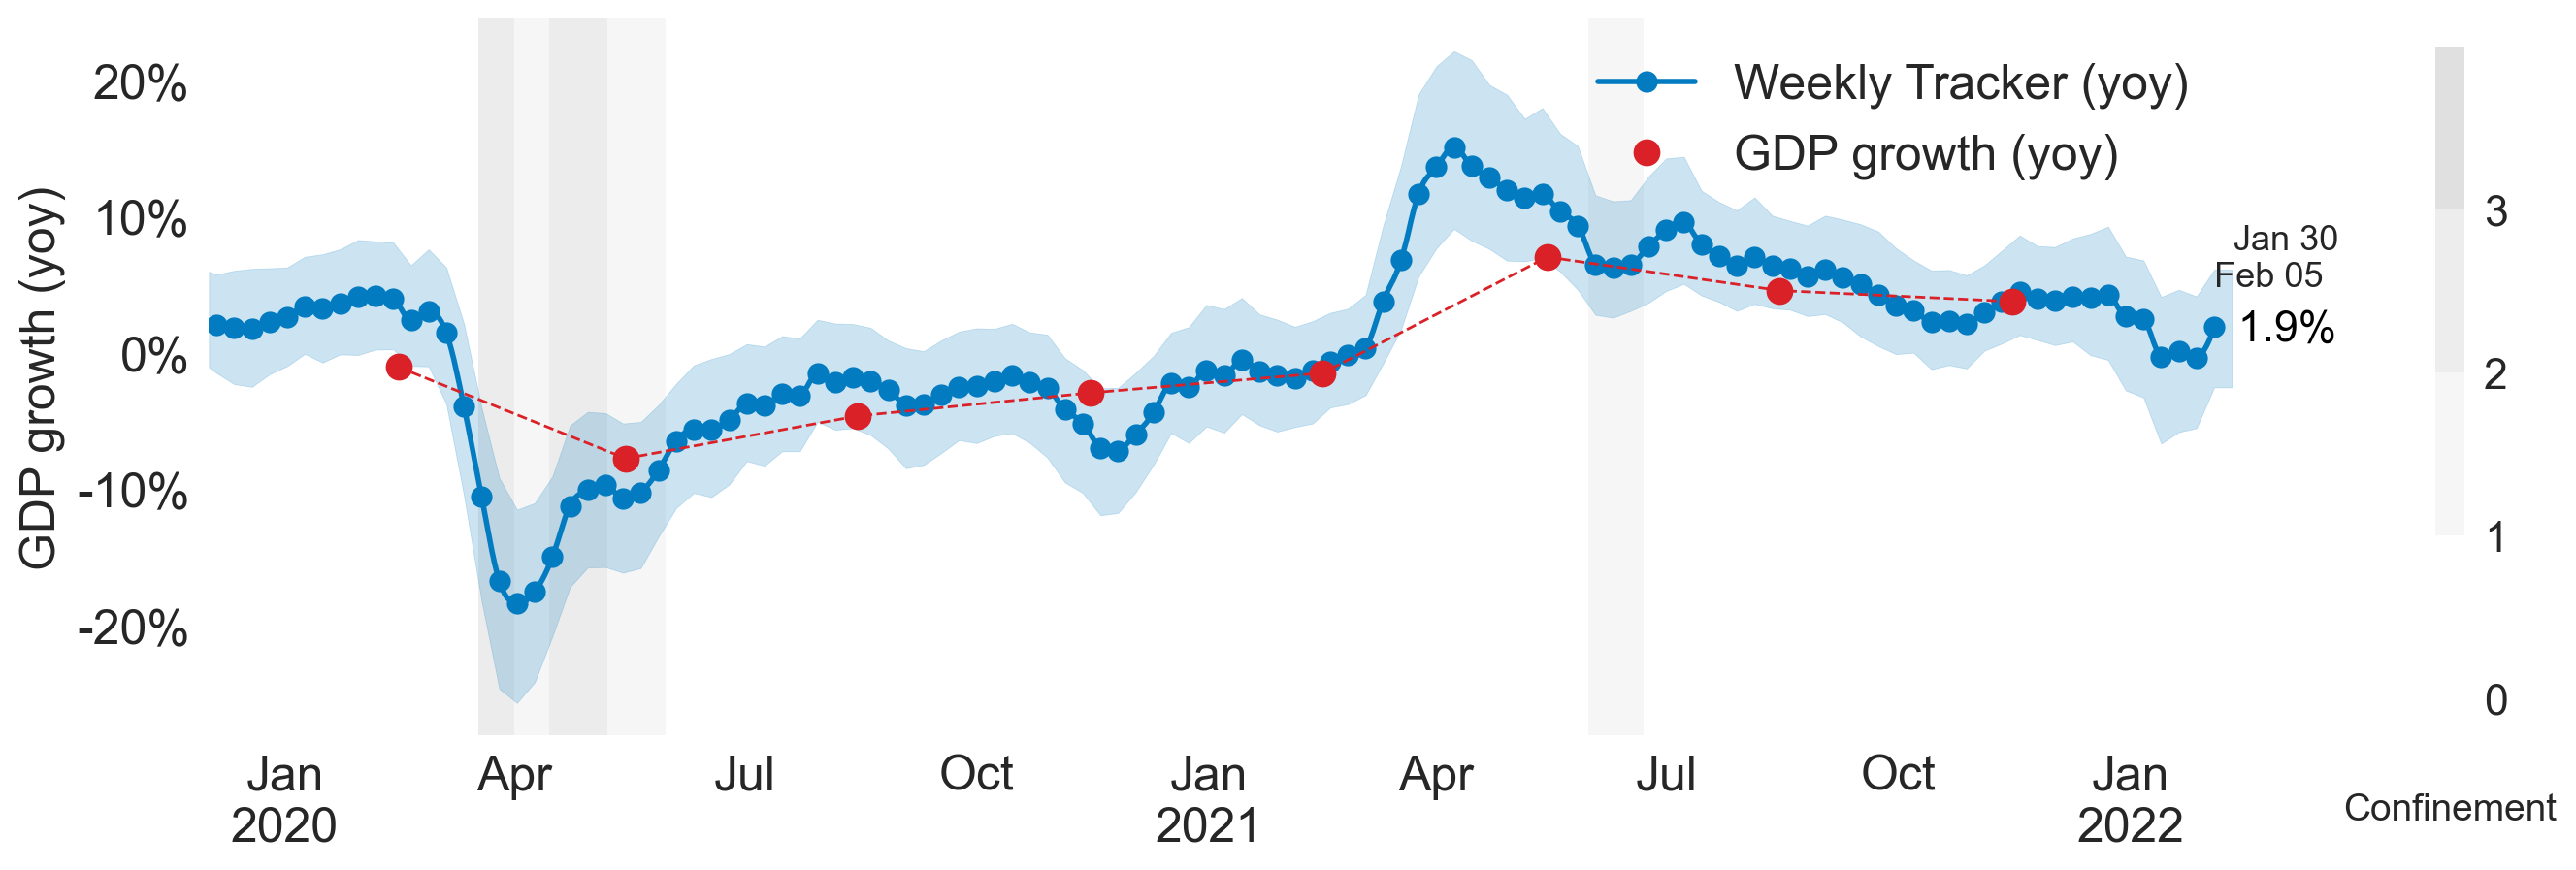 GDP growth (yoy)
20%
10%
0%
-10%
-20%
Weekly Tracker (yoy)
GDP growth (yoy)
Jan 30
Feb 05
1.9%
3
2
1
0
Confinement
Jan Apr Jul Oct Jan Apr Jul Oct Jan
2020 2021 2022